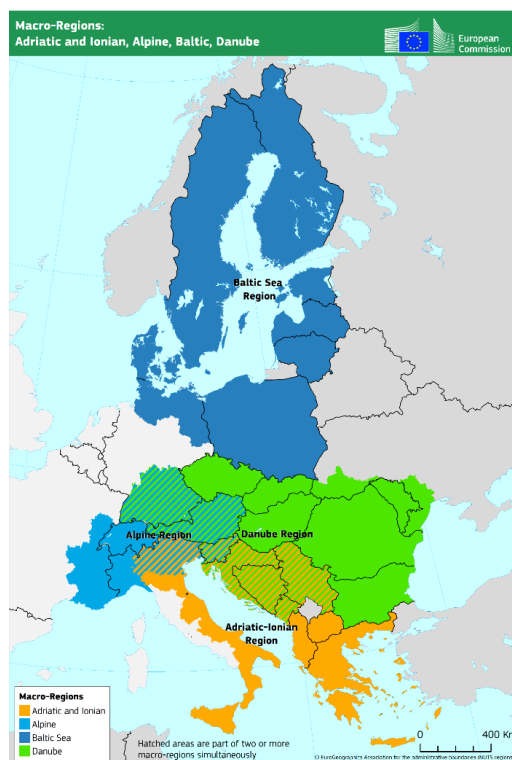 Macro-Regions:
Adriatic and Ionian, Alpine, Baltic, Danube
European
Commission
Baltic Sea
Region
Alpine Region
Danube Region
Adriatic-Ionian
Region
Macro-Regions
Adriatic and Ionian
Alpine
Baltic Sea
Danube
Hatched areas are part of two or more
macro-regions simultaneously
0 400 Km
© EuroGeographics Association for the administrative boundaries (NUTS regions)